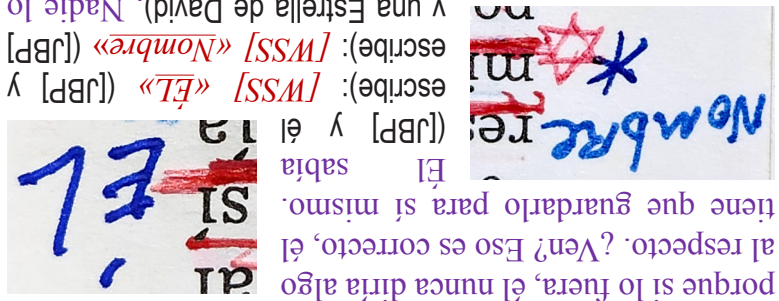 porque si lo fuera, él nunca diría algo
al respecto. ¿Ven? Eso es correcto, él
tiene que guardarlo para sí mismo.
Nombre
*
Él sabía
([JBP] y él
ÉL
sí
escribe): [WSS] «ÉL» ([JBP] y
escribe): [WSS] «Nombre» ([JBP]
y una Estrella de David). Nadie lo